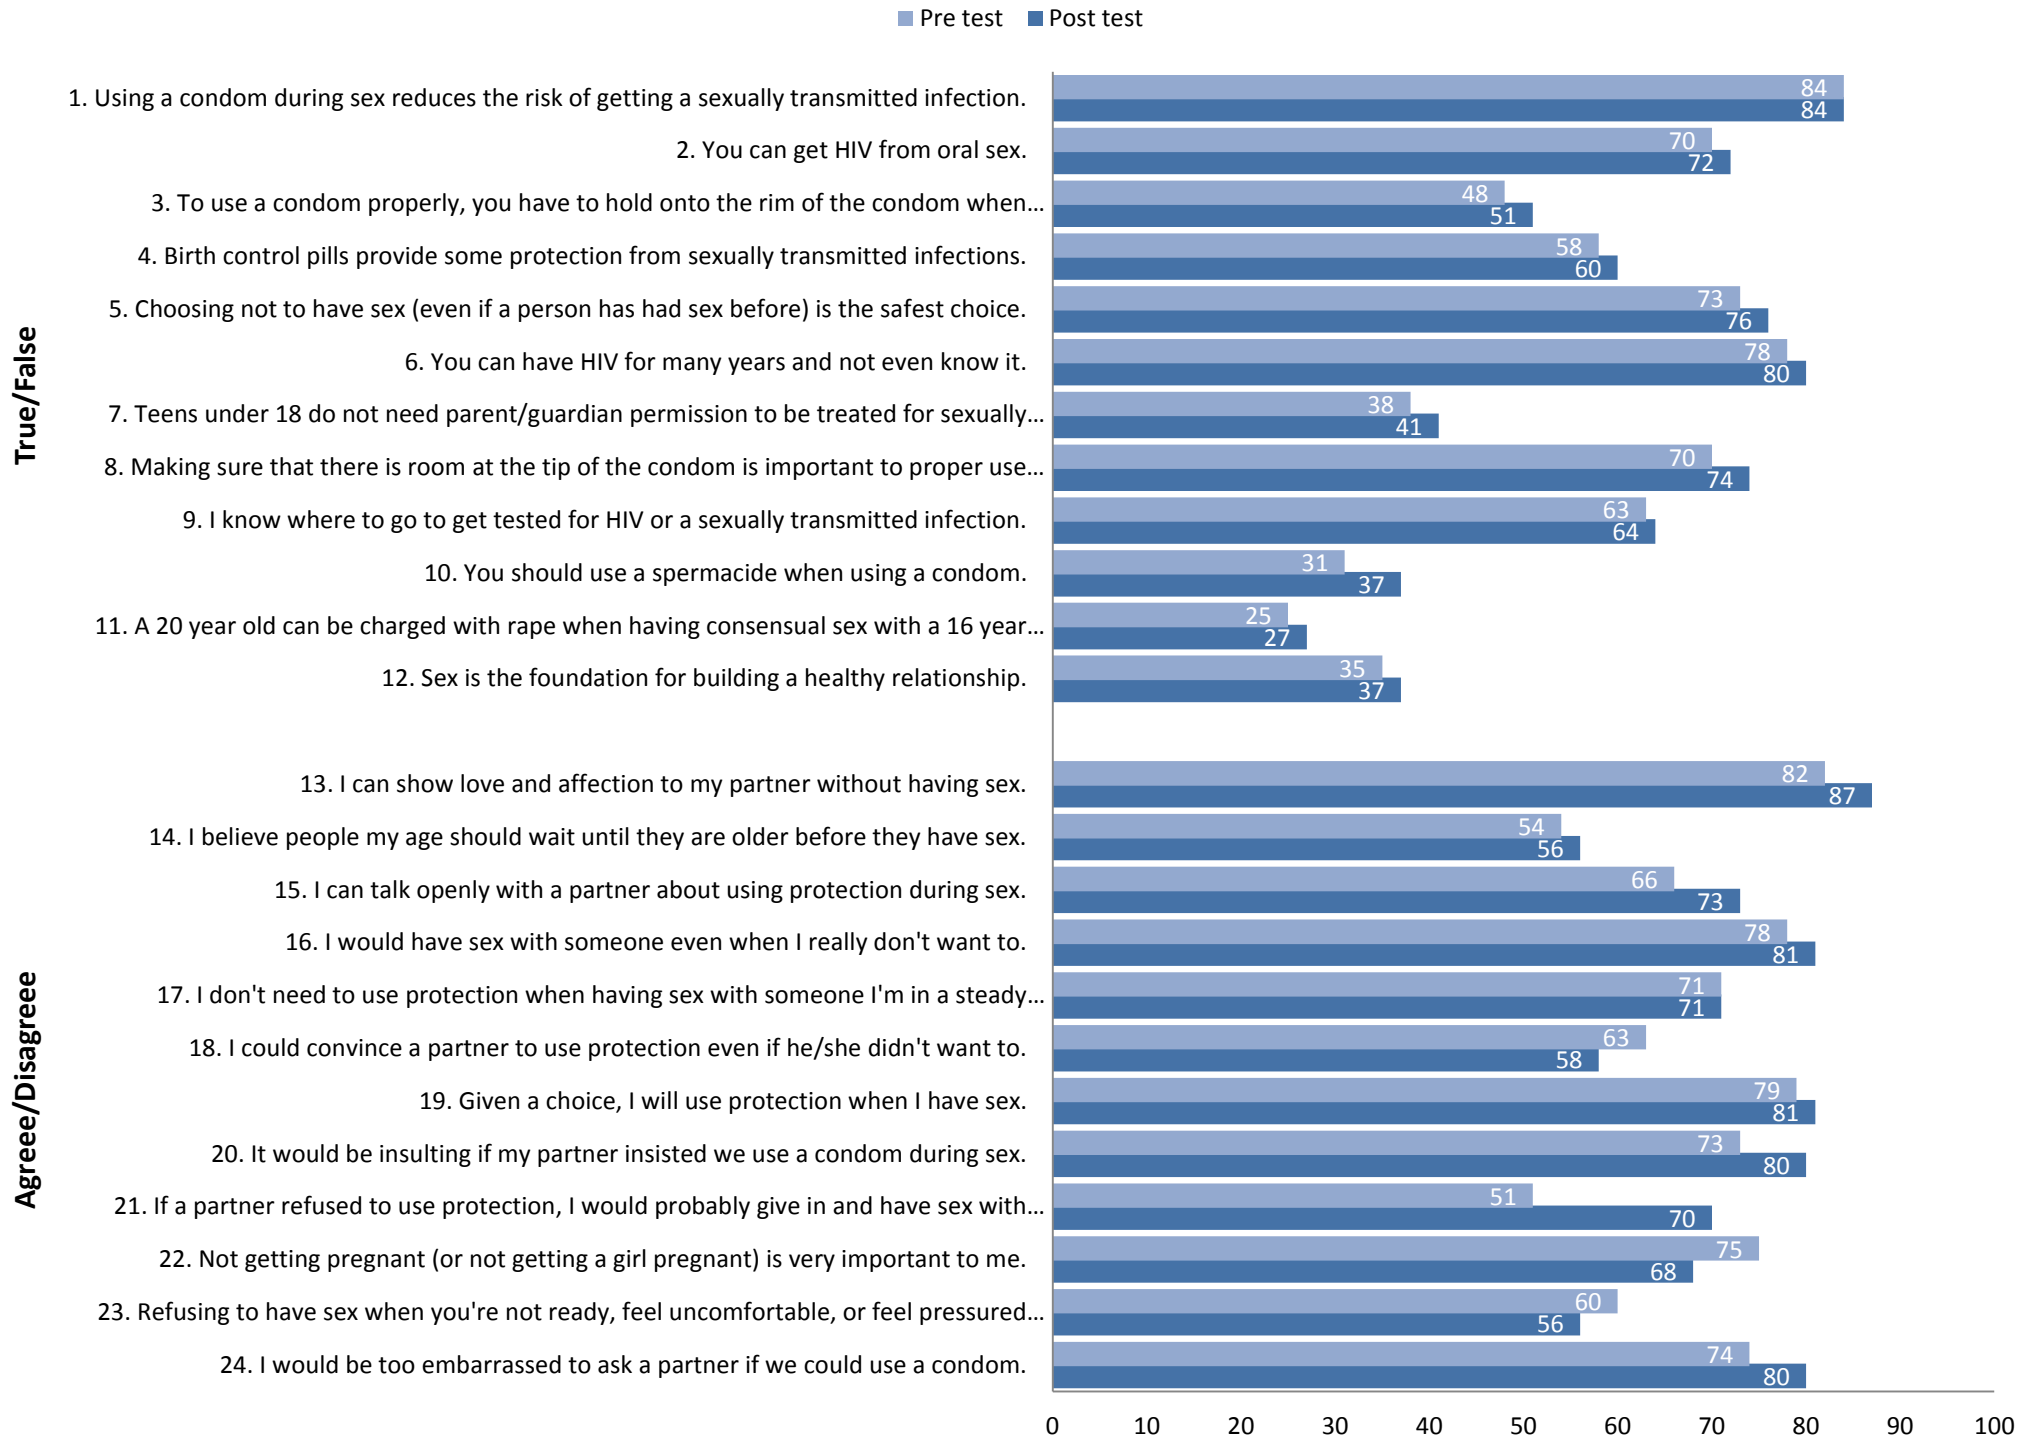 Pre test Post test
True/False
1. Using a condom during sex reduces the risk of getting a sexually transmitted infection.
84
84
2. You can get HIV from oral sex.
70
72
3. To use a condom properly, you have to hold onto the rim of the condom when...
48
51
4. Birth control pills provide some protection from sexually transmitted infections.
58
60
5. Choosing not to have sex (even if a person has had sex before) is the safest choice.
73
76
6. You can have HIV for many years and not even know it.
78
80
7. Teens under 18 do not need parent/guardian permission to be treated for sexually...
38
41
8. Making sure that there is room at the tip of the condom is important to proper use...
70
74
9. I know where to go to get tested for HIV or a sexually transmitted infection.
63
64
10. You should use a spermacide when using a condom.
31
37
11. A 20 year old can be charged with rape when having consensual sex with a 16 year...
25
27
12. Sex is the foundation for building a healthy relationship.
35
37
Agreee/Disagreee
13. I can show love and affection to my partner without having sex.
82
87
14. I believe people my age should wait until they are older before they have sex.
54
56
15. I can talk openly with a partner about using protection during sex.
66
73
16. I would have sex with someone even when I really don't want to.
78
81
17. I don't need to use protection when having sex with someone I'm in a steady...
71
71
18. I could convince a partner to use protection even if he/she didn't want to.
63
58
19. Given a choice, I will use protection when I have sex.
79
81
20. It would be insulting if my partner insisted we use a condom during sex.
73
80
21. If a partner refused to use protection, I would probably give in and have sex with...
51
70
22. Not getting pregnant (or not getting a girl pregnant) is very important to me.
75
68
23. Refusing to have sex when you're not ready, feel uncomfortable, or feel pressured...
60
56
24. I would be too embarrassed to ask a partner if we could use a condom.
74
80
0 10 20 30 40 50 60 70 80 90 100